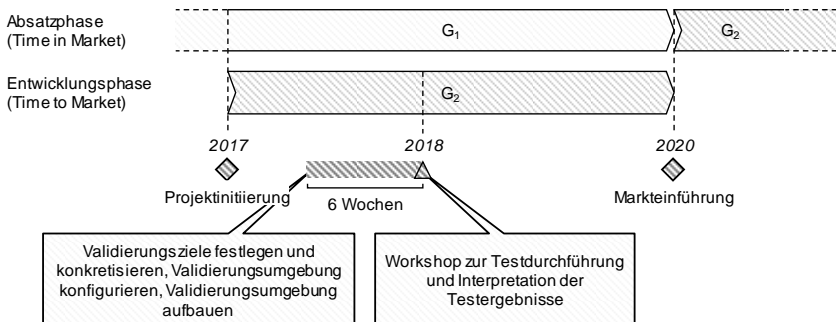 Absatzphase
(Time in Market)
G1
G2
Entwicklungsphase
(Time to Market)
G2
2017
2018
2020
Projektinitiierung
6 Wochen
Markteinführung
Validierungsziele festlegen und
konkretisieren, Validierungsumgebung
konfigurieren, Validierungsumgebung
aufbauen
Workshop zur Testdurchführung
und Interpretation der
Testergebnisse